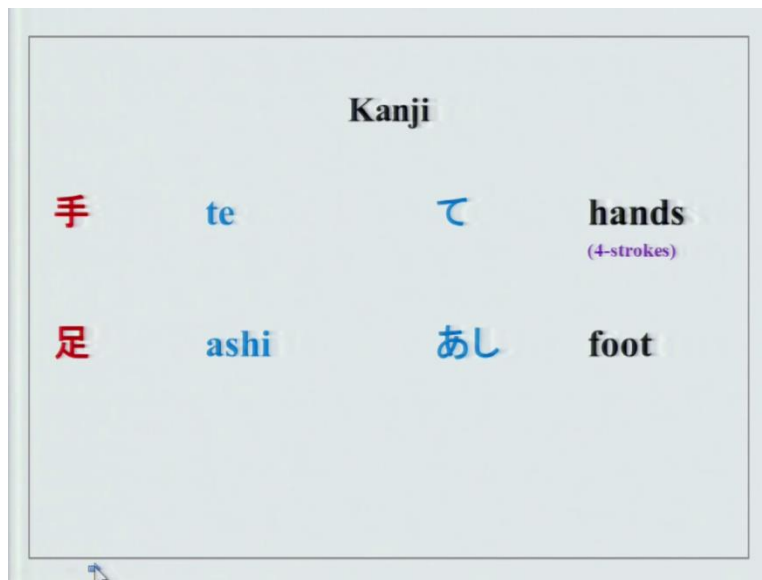 Kanji
手 te て hands
(4-strokes)
足 ashi あし foot